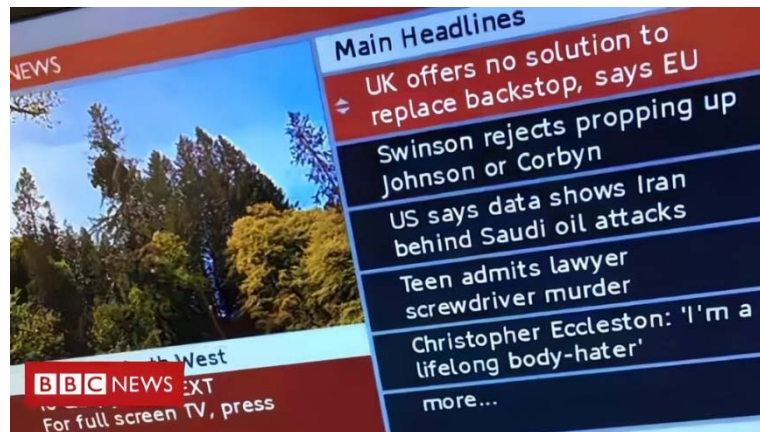 NEWS
Main Headlines
UK offers no solution to
replace backstop, says EU
Swinson rejects propping up
Johnson or Corbyn
US says data shows Iran
behind Saudi oil attacks
Teen admits lawyer
screwdriver murder
Christopher Eccleston: 'I'm a
lifelong body-hater'
more...
West
BBC NEWS
For full screen TV, press